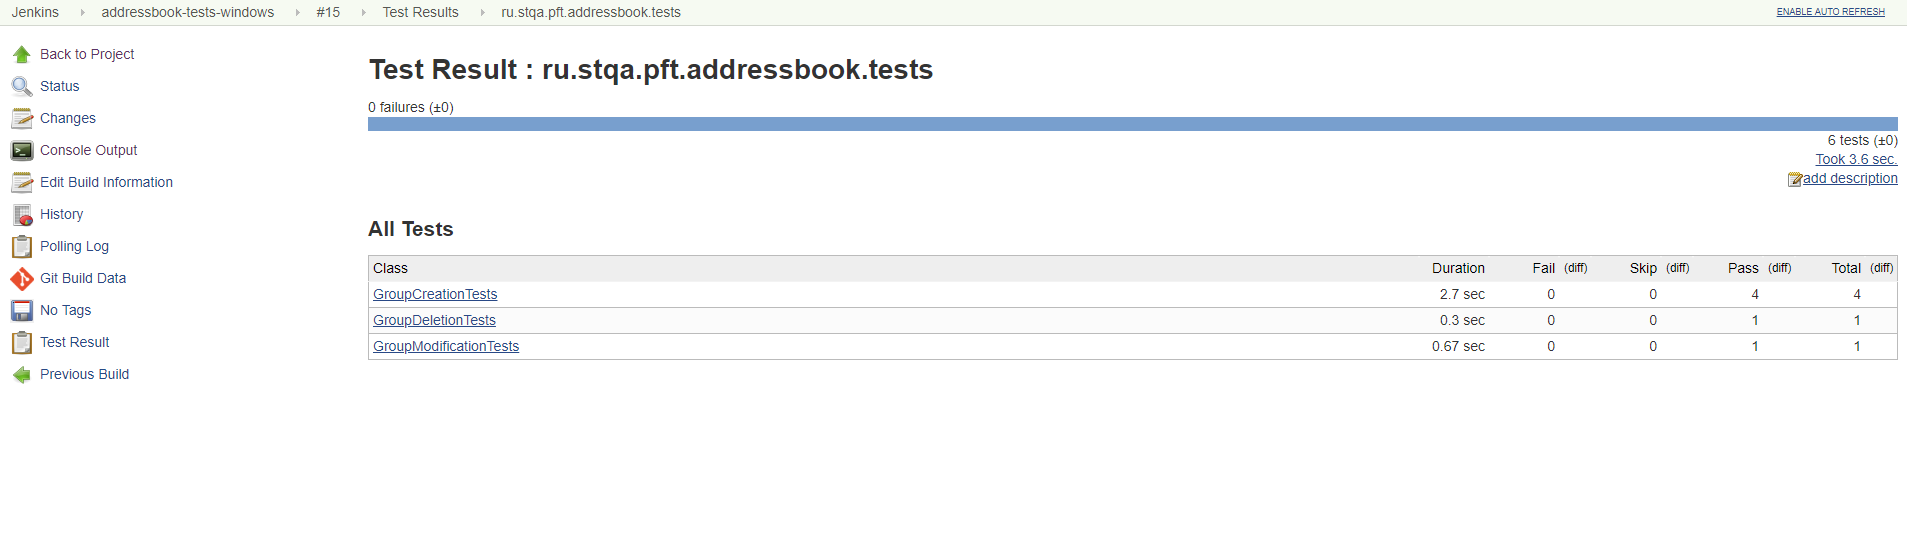 Jenkins addressbook-tests-windows #15 Test Results ru.stqa.pft.addressbook.tests ENABLE AUTO REFRESH
Back to Project
Status
Changes
Console Output
Edit Build Information
History
Polling Log
Git Build Data
No Tags
Test Result
Previous Build
Test Result : ru.stqa.pft.addressbook.tests
0 failures (±0)
6 tests (±0)
Took 3.6 sec.
add description
All Tests
Class Duration Fail (diff) Skip (diff) Pass (diff) Total (diff)
GroupCreationTests 2.7 sec 0 0 4 4
GroupDeletionTests 0.3 sec 0 0 1 1
GroupModificationTests 0.67 sec 0 0 1 1